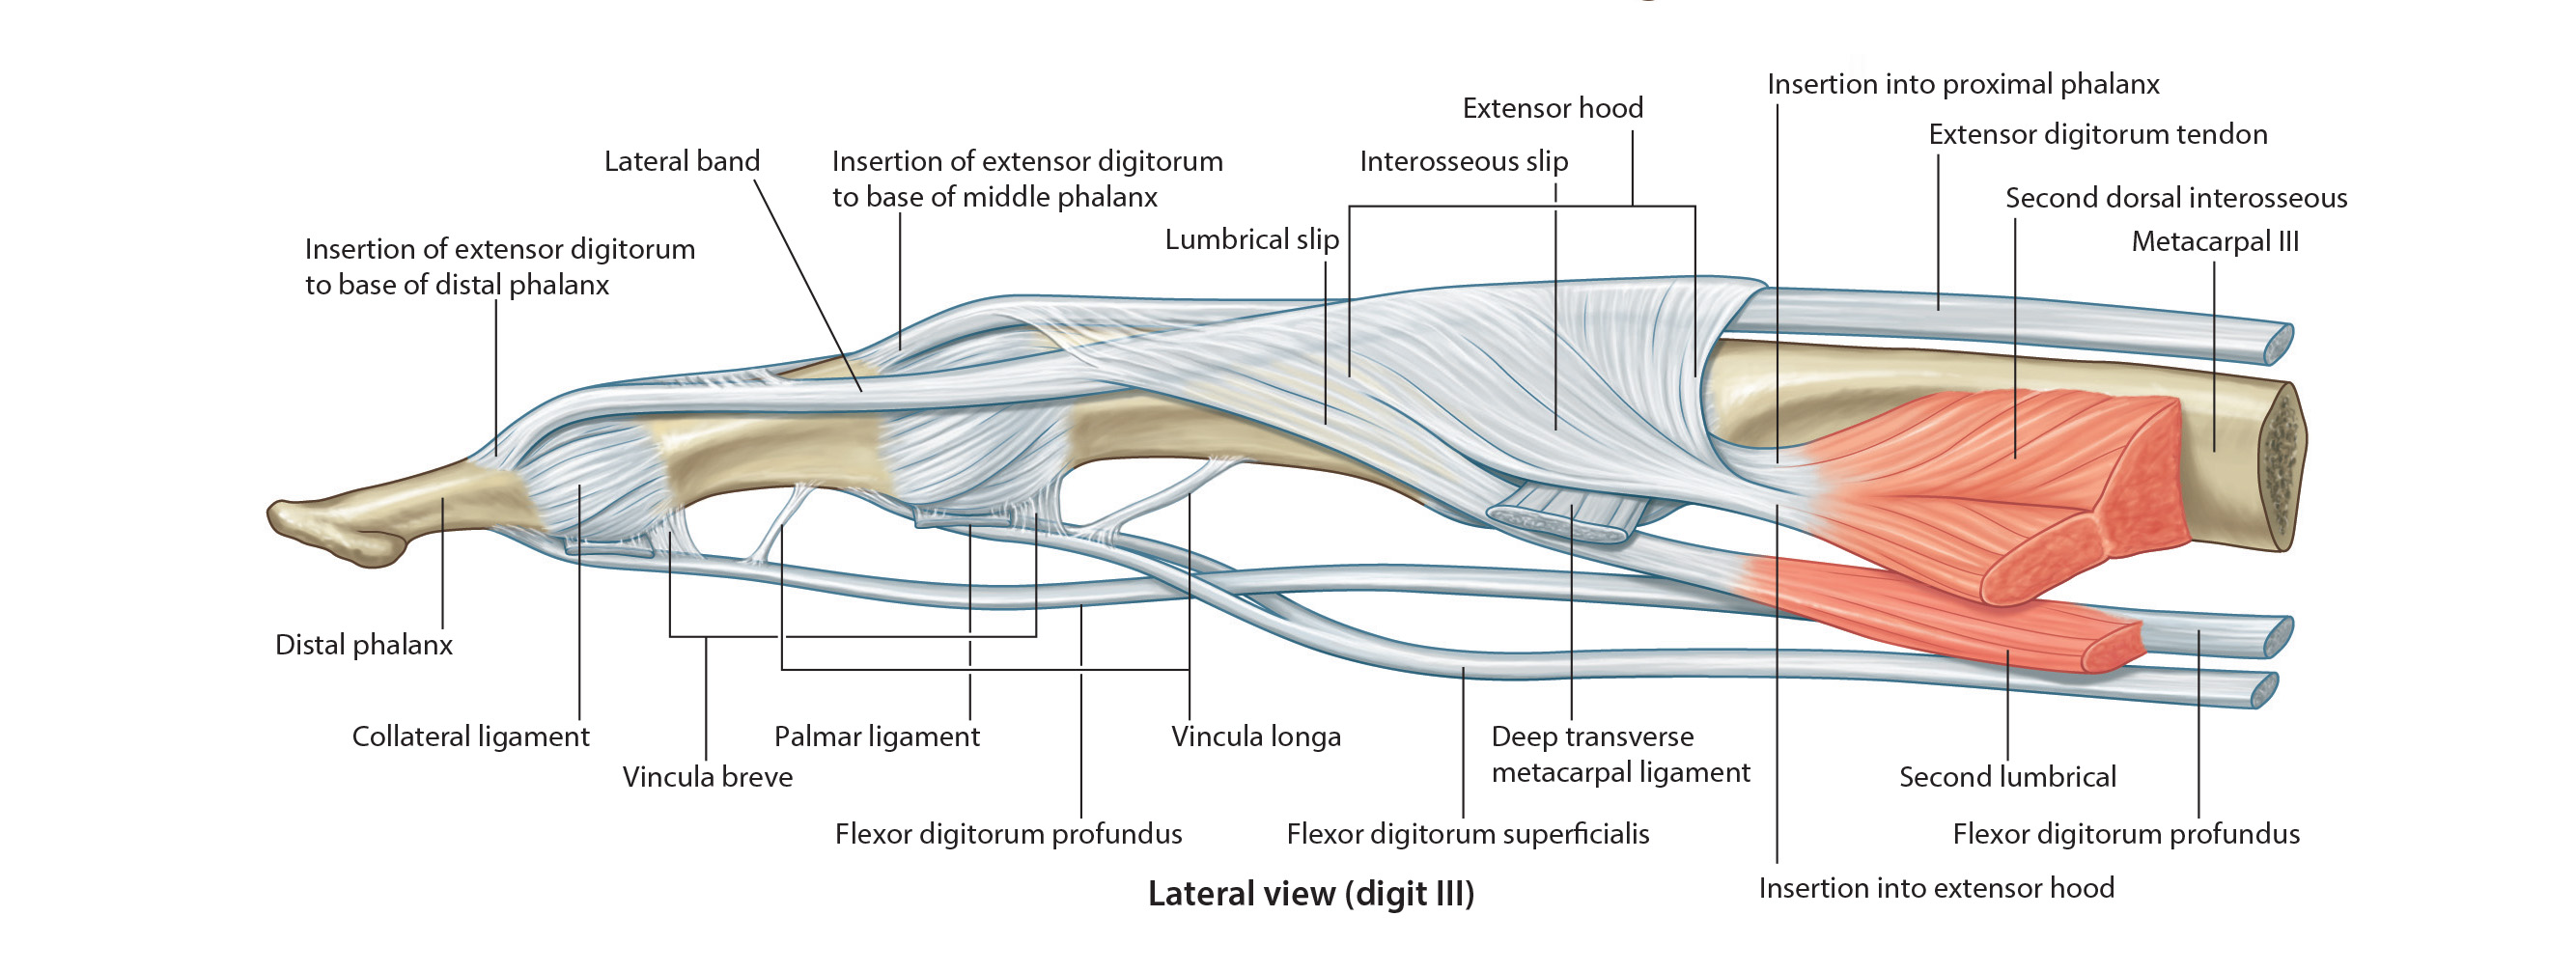 Insertion into proximal phalanx
Extensor hood
Extensor digitorum tendon
Lateral band
Insertion of extensor digitorum
to base of middle phalanx
Interosseous slip
Second dorsal interosseous
Lumbrical slip
Metacarpal III
Insertion of extensor digitorum
to base of distal phalanx
Distal phalanx
Collateral ligament
Palmar ligament
Vincula longa
Deep transverse
metacarpal ligament
Vincula breve
Second lumbrical
Flexor digitorum profundus
Flexor digitorum superficialis
Flexor digitorum profundus
Insertion into extensor hood
Lateral view (digit III)